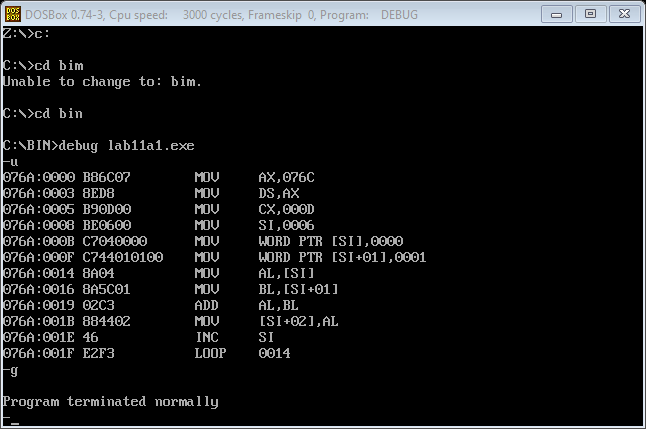 DOSBox 0.74-3, Cpu speed: 3000 cycles, Frameskip 0, Program: DEBUG
Z:\>c:
C:\>cd bim
Unable to change to: bim.
C:\>cd bin
C:\BIN>debug lab11a1.exe
-u
076A:0000 B86C07 MOV AX,076C
076A:0003 8ED8 MOV DS,AX
076A:0005 B90D00 MOV CX,000D
076A:0008 BE0600 MOV SI,0006
076A:000B C7040000 MOV WORD PTR [SI],0000
076A:000F C744010100 MOV WORD PTR [SI+01],0001
076A:0014 8A04 MOV AL,[SI]
076A:0016 8A5C01 MOV BL,[SI+01]
076A:0019 02C3 ADD AL,BL
076A:001B 884402 MOV [SI+02],AL
076A:001E 46 INC SI
076A:001F E2F3 LOOP 0014
-g
Program terminated normally
-_